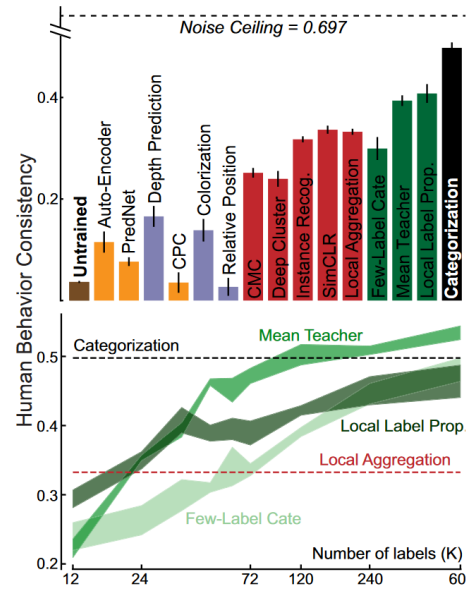 Noise Ceiling = 0.697
Human Behavior Consistency
0.4
0.2
Untrained
Auto-Encoder
PredNet
Depth Prediction
CPC
Colorization
Relative Position
CMC
Deep Cluster
Instance Recog.
SimCLR
Local Aggregation
Few-Label Cate
Mean Teacher
Local Label Prop.
Categorization
Mean Teacher
0.5
Categorization
0.4
Local Label Prop
Local Aggregation
0.3
Few-Label Cate
Number of labels (K)
0.2
12 24 72 120 240 60